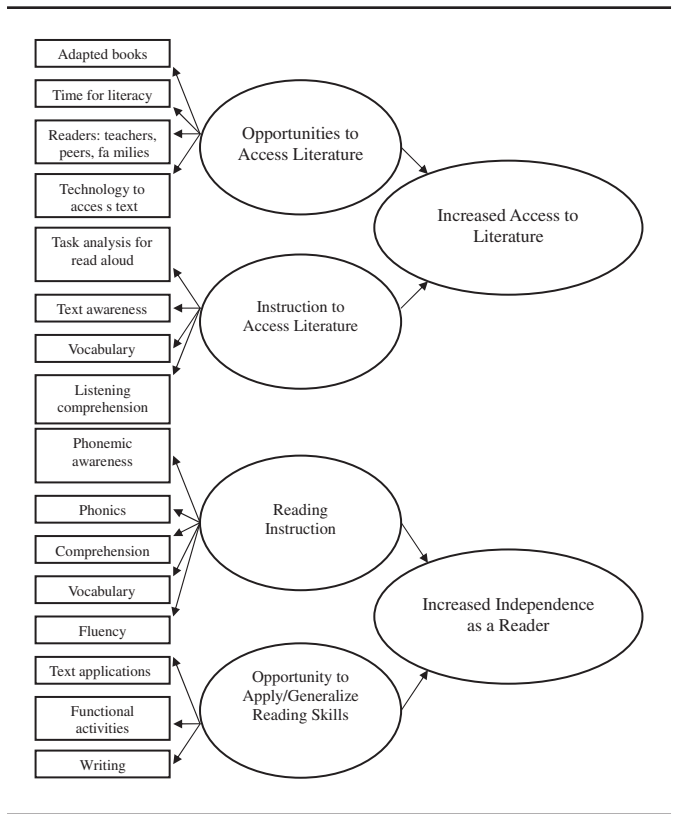 Adapted books
Time for literacy
Readers: teachers,
peers, fa milies
Technology to
acces s text
Task analysis for
read aloud
Text awareness
Vocabulary
Listening
comprehension
Phonemic
awareness
Phonics
Comprehension
Vocabulary
Fluency
Text applications
Functional
activities
Writing
Opportunities to
Access Literature
Instruction to
Access Literature
Reading
Instruction
Opportunity to
Apply/Generalize
Reading Skills
Increased Access to
Literature
Increased Independence
as a Reader